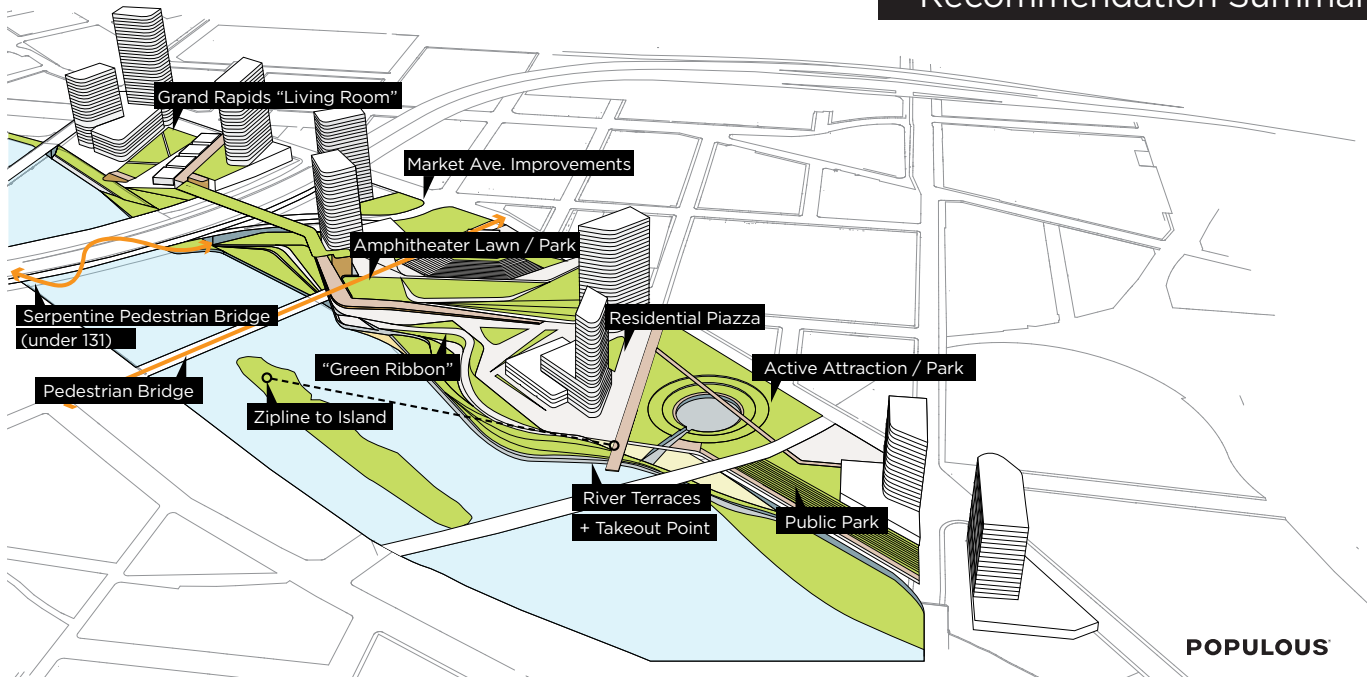 Recommendation
Grand Rapids “Living Room”
Market Ave. Improvements
Amphitheater Lawn / Park
Serpentine Pedestrian Bridge
(under 131)
Residential Piazza
“Green Ribbon”
Active Attraction / Park
Pedestrian Bridge
Zipline to Island
River Terraces
+ Takeout Point
Public Park
POPULOUS